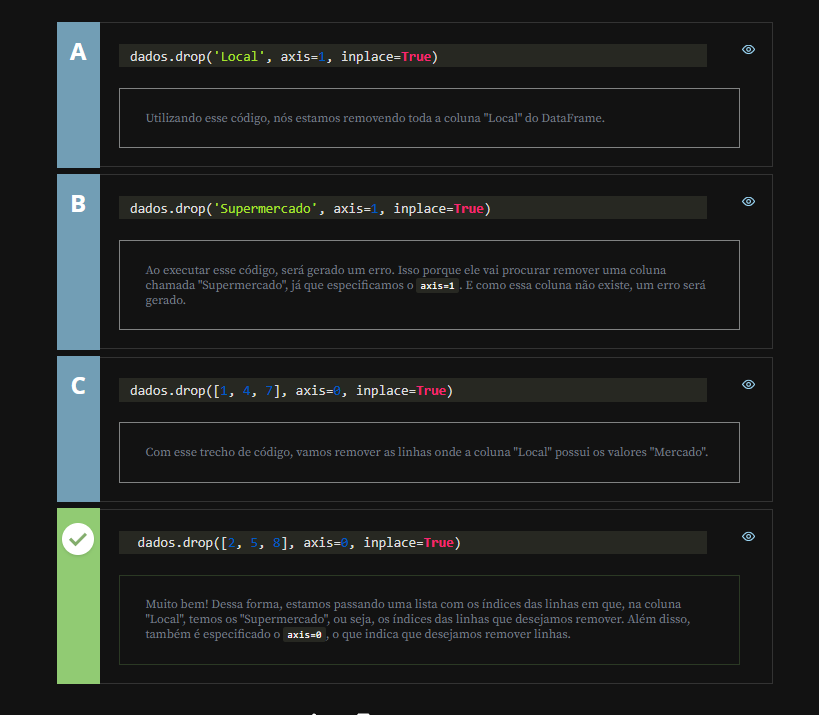 A
dados.drop('Local', axis=1, inplace=True)
Utilizando esse código, nós estamos removendo toda a coluna "Local" do DataFrame.
B
dados.drop('Supermercado', axis=1, inplace=True)
Ao executar esse código, será gerado um erro. Isso porque ele vai procurar remover uma coluna
chamada "Supermercado", já que especificamos o axis=1. E como essa coluna não existe, um erro será
gerado.
C
dados.drop([1, 4, 7], axis=0, inplace=True)
Com esse trecho de código, vamos remover as linhas onde a coluna "Local" possui os valores "Mercado".
dados.drop([2, 5, 8], axis=0, inplace=True)
Muito bem! Dessa forma, estamos passando uma lista com os índices das linhas em que, na coluna
"Local", temos os "Supermercado", ou seja, os índices das linhas que desejamos remover. Além disso,
também é especificado o axis=0, o que indica que desejamos remover linhas.